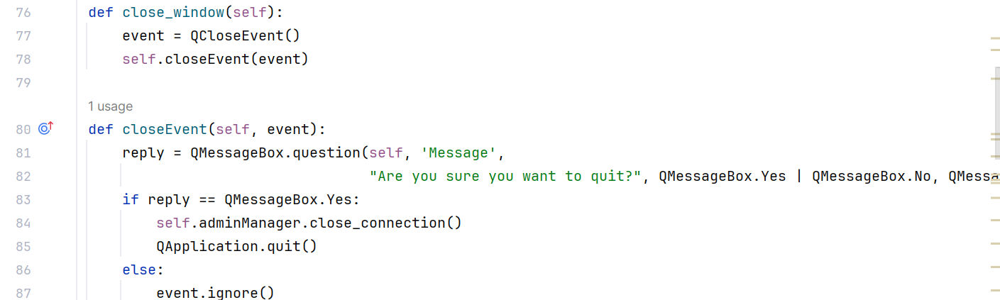 76 def close_window(self):
77 event = QCloseEvent()
78 self.closeEvent(event)
79
1 usage
80 def closeEvent(self, event):
81 reply = QMessageBox.question(self, 'Message',
82 "Are you sure you want to quit?", QMessageBox.Yes | QMessageBox.No, QMessa
83 if reply == QMessageBox.Yes:
84 self.adminManager.close_connection()
85 QApplication.quit()
86 else:
87 event.ignore()